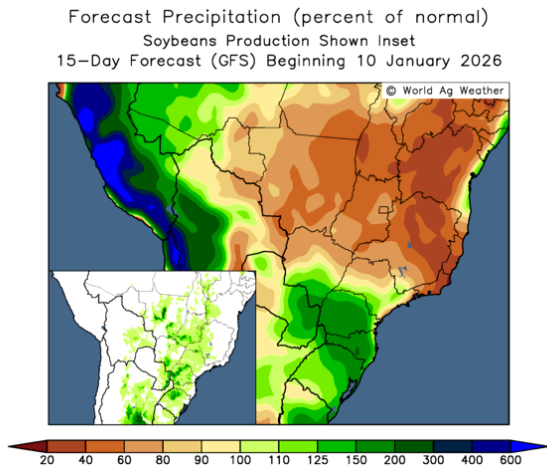 Forecast Precipitation (percent of normal)
Soybeans Production Shown Inset
15-Day Forecast (GFS) Beginning 10 January 2026
© World Ag Weather
20 40 60 80 90 100 110 125 150 200 300 400 600